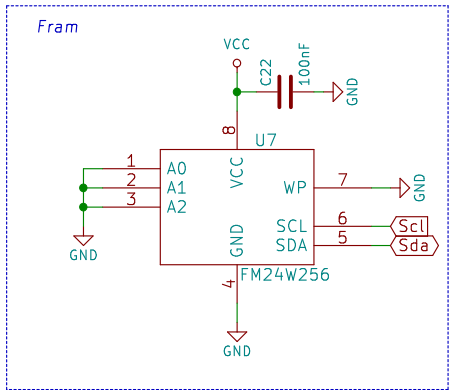 Fram
VCC
C22
100nF
GND
8
U7
1
A0
VCC
2
A1
WP
7
GND
3
A2
SCL
6
Scl
GND
SDA
5
Sda
GND
4
FM24W256
GND